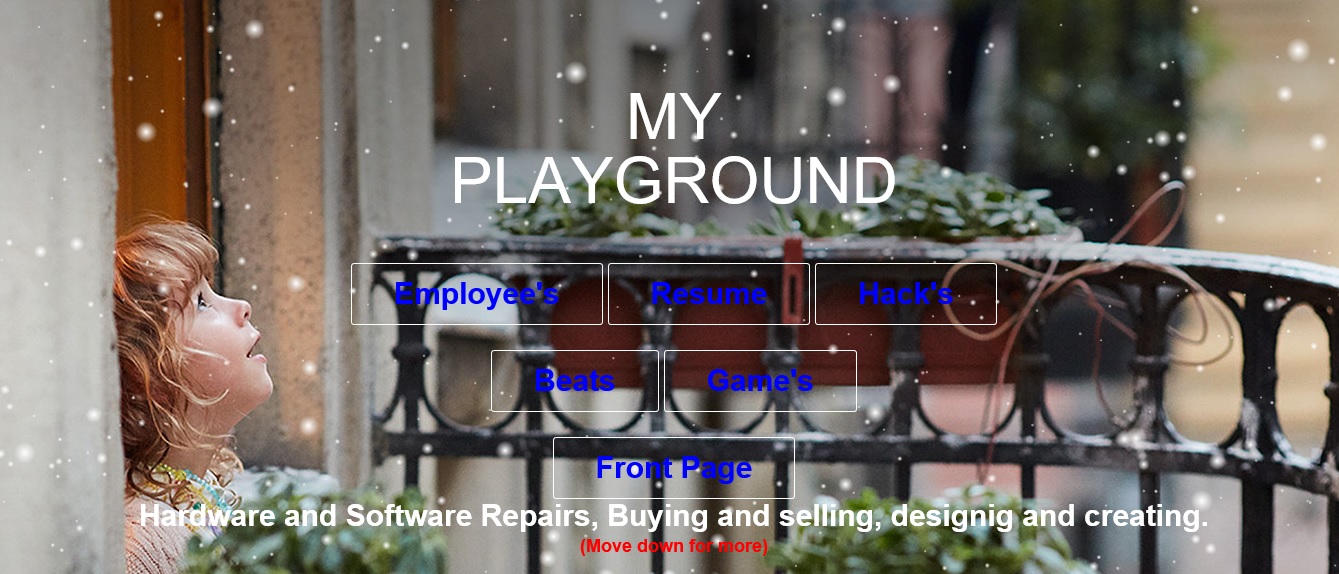 MY
PLAYGROUND
Employee's Resume Hack's
Beats Game's
Front Page
Hardware and Software Repairs, Buying and selling, designig and creating.
(Move down for more)